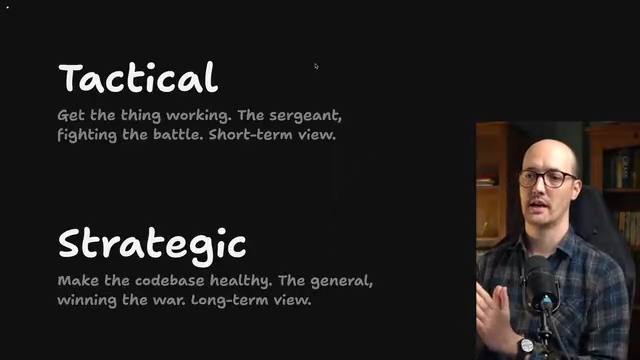 Tactical
Get the thing working. The sergeant,
fighting the battle. Short-term view.
Strategic
Make the codebase healthy. The general,
winning the war. Long-term view.